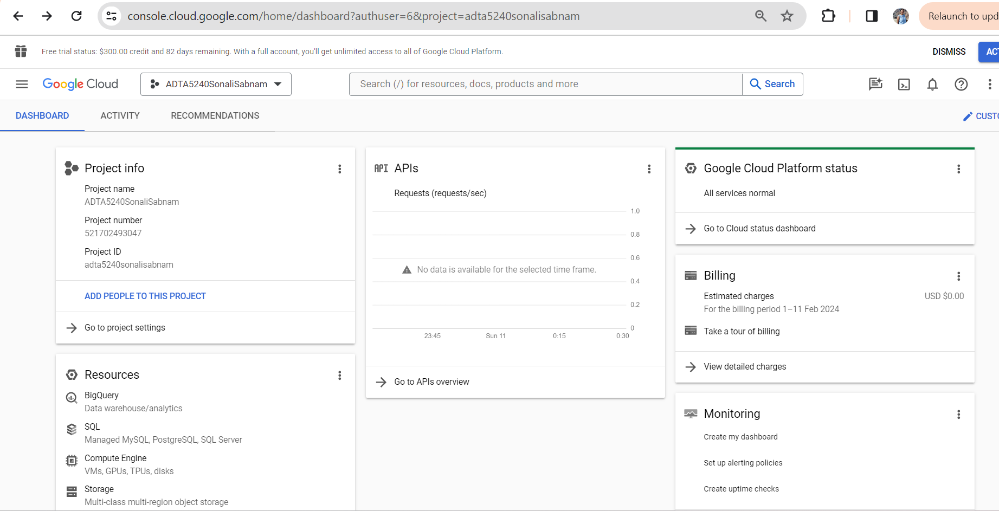 console.cloud.google.com/home/dashboard?authuser=6&project=adta5240sonalisabnam
Relaunch to upd
Free trial status: $300.00 credit and 82 days remaining. With a full account, you'll get unlimited access to all of Google Cloud Platform.
DISMISS
ACT
Google Cloud
ADTA5240SonaliSabnam
Search (/) for resources, docs, products and more
Search
DASHBOARD
ACTIVITY
RECOMMENDATIONS
CUSTO
Project info
Project name
ADTA5240SonaliSabnam
Project number
521702493047
Project ID
adta5240sonalisabnam
ADD PEOPLE TO THIS PROJECT
Go to project settings
Resources
BigQuery
Data warehouse/analytics
SQL
Managed MySQL, PostgreSQL, SQL Server
Compute Engine
VMs, GPUs, TPUs, disks
Storage
Multi-class multi-region object storage
API APIs
Requests (requests/sec)
1.0
0.8
0.6
No data is available for the selected time frame.
0.4
0.2
0
23:45
Sun 11
0:15
0:30
Go to APIs overview
Google Cloud Platform status
All services normal
Go to Cloud status dashboard
Billing
Estimated charges
USD $0.00
For the billing period 1–11 Feb 2024
Take a tour of billing
View detailed charges
Monitoring
Create my dashboard
Set up alerting policies
Create uptime checks